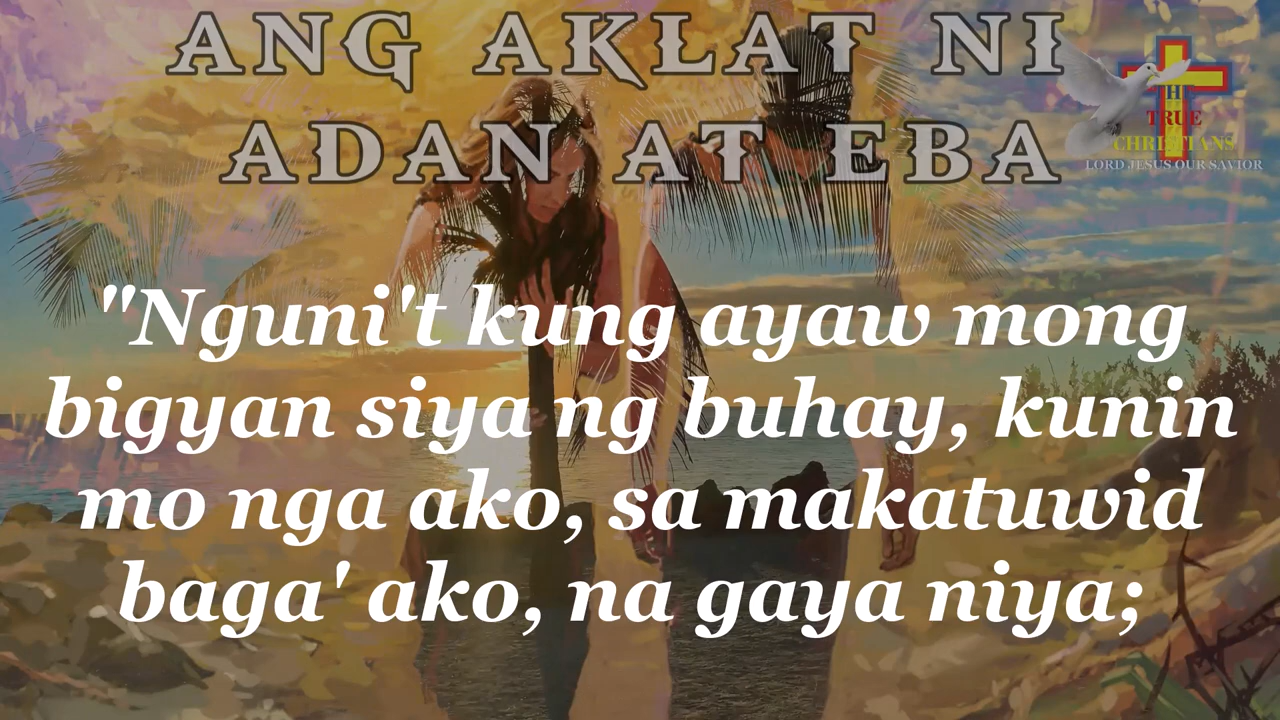 ANG AKLAT NI
ADAN AT EBA
THE
TRUE
CHRISTIANS
LORD JESUS OUR SAVIOR
"Nguni't kung ayaw mong
bigyan siya ng buhay, kunin
mo nga ako, sa makatuwid
baga' ako, na gaya niya;